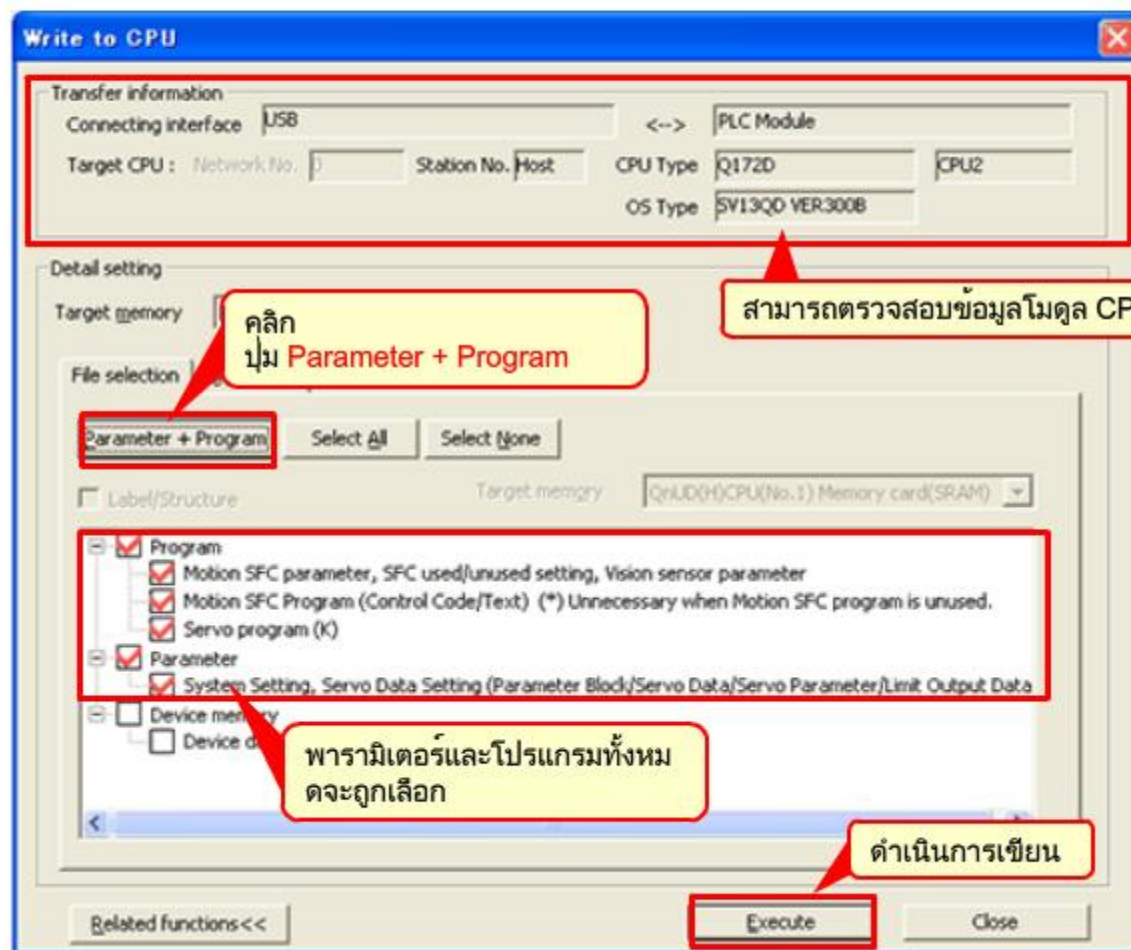 Write to CPU
Transfer information
Connecting interface USB <--> PLC Module
Target CPU : Network No. 0 Station No. Host CPU Type Q172D CPU2
OS Type SV13QD VER300B
Detail setting
Target memory
สามารถตรวจสอบข้อมูลโมดูล CP
คลิก
ปุ่ม Parameter + Program
File selection
Parameter + Program Select All Select None
Label/Structure Target memory QnUD(H)CPU(No.1) Memory card(SRAM)
Program
Motion SFC parameter, SFC used/unused setting, Vision sensor parameter
Motion SFC Program (Control Code/Text) (*) Unnecessary when Motion SFC program is unused.
Servo program (K)
Parameter
System Setting, Servo Data Setting (Parameter Block/Servo Data/Servo Parameter/Limit Output Data
Device memory
Device
พารามิเตอร์และโปรแกรมทั้งหม
ดจะถูกเลือก
ดำเนินการเขียน
Related functions<< Execute Close